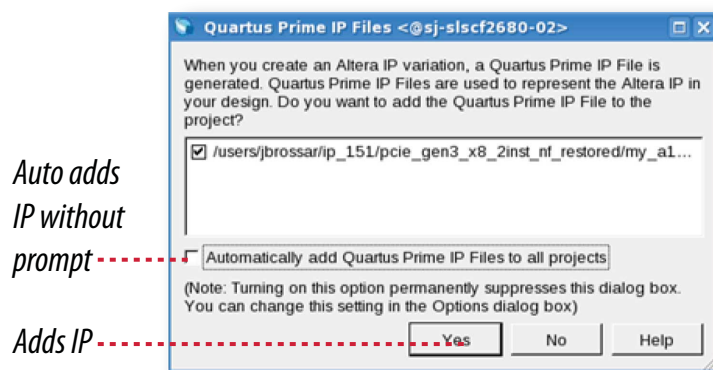 Quartus Prime IP Files <@sj-slscf2680-02>
When you create an Altera IP variation, a Quartus Prime IP File is
generated. Quartus Prime IP Files are used to represent the Altera IP in
your design. Do you want to add the Quartus Prime IP File to the
project?
/users/jbrossar/ip_151/pcie_gen3_x8_2inst_nf_restored/my_a1...
Auto adds
IP without
prompt
Automatically add Quartus Prime IP Files to all projects
(Note: Turning on this option permanently suppresses this dialog box.
You can change this setting in the Options dialog box)
Adds IP
Yes No Help